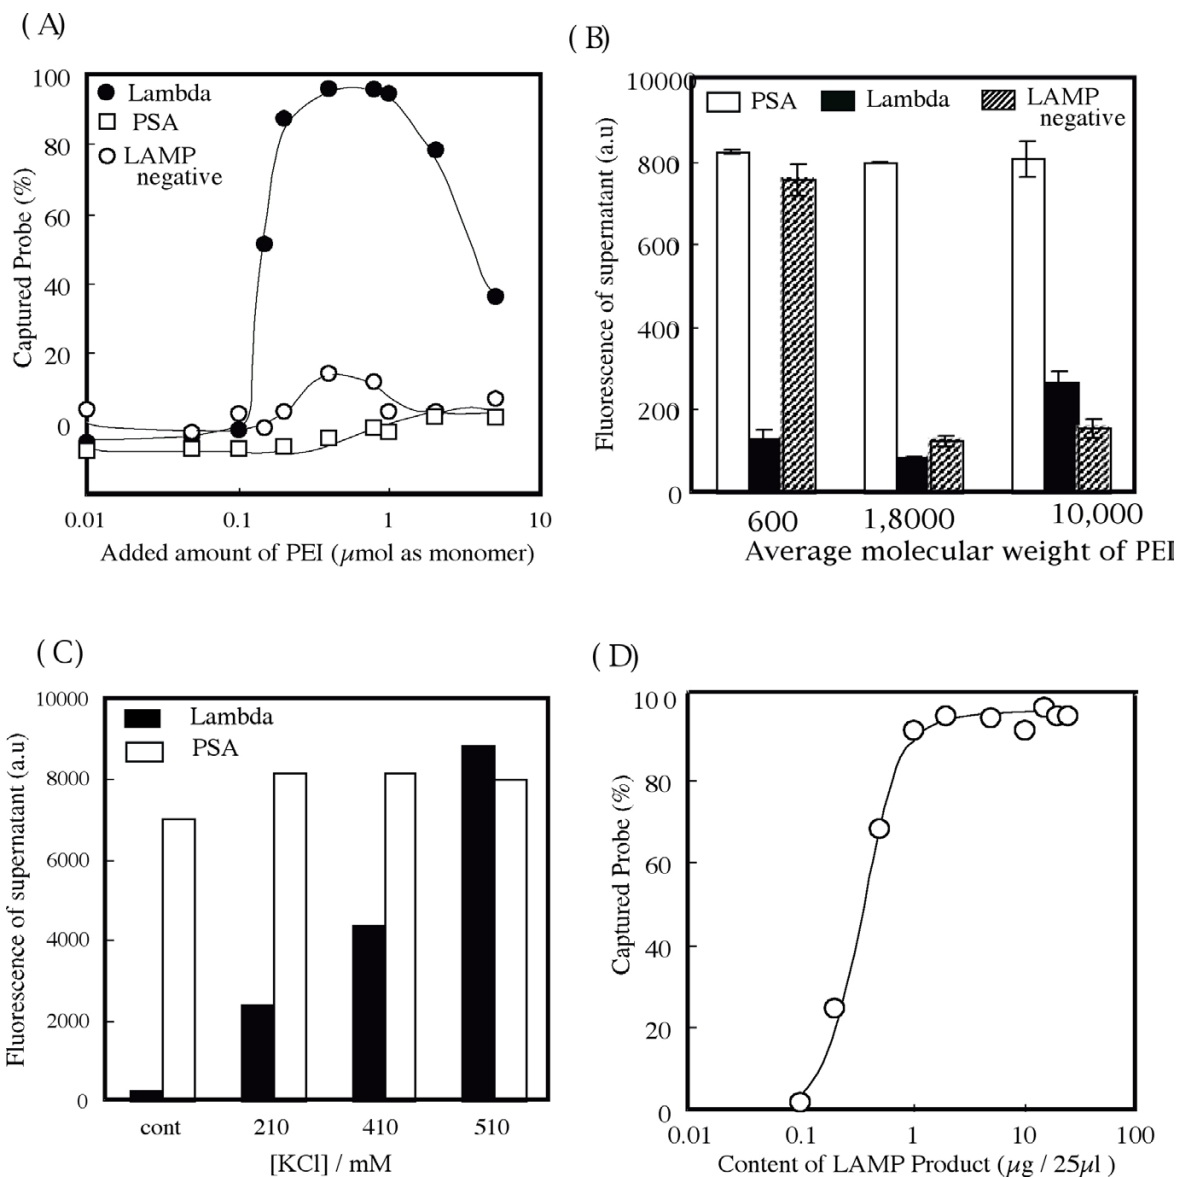 ( A)
100
80
60
40
20
0
Captured Probe (%)
Lambda
PSA
LAMP
negative
0.01 0.1 1 10
Added amount of PEI (μmol as monomer)
( B)
10000
800
600
400
200
0
Fluorescence of supernatant (a.u)
PSA Lambda LAMP
negative
600 1,8000 10,000
Average molecular weight of PEI
( C)
10000
8000
6000
4000
2000
0
Fluorescence of supernatant (a.u)
Lambda
PSA
cont 210 410 510
[KCl] / mM
( D)
100
80
60
40
20
0
Captured Probe (%)
0.01 0.1 1 10 100
Content of LAMP Product (μg / 25μl )